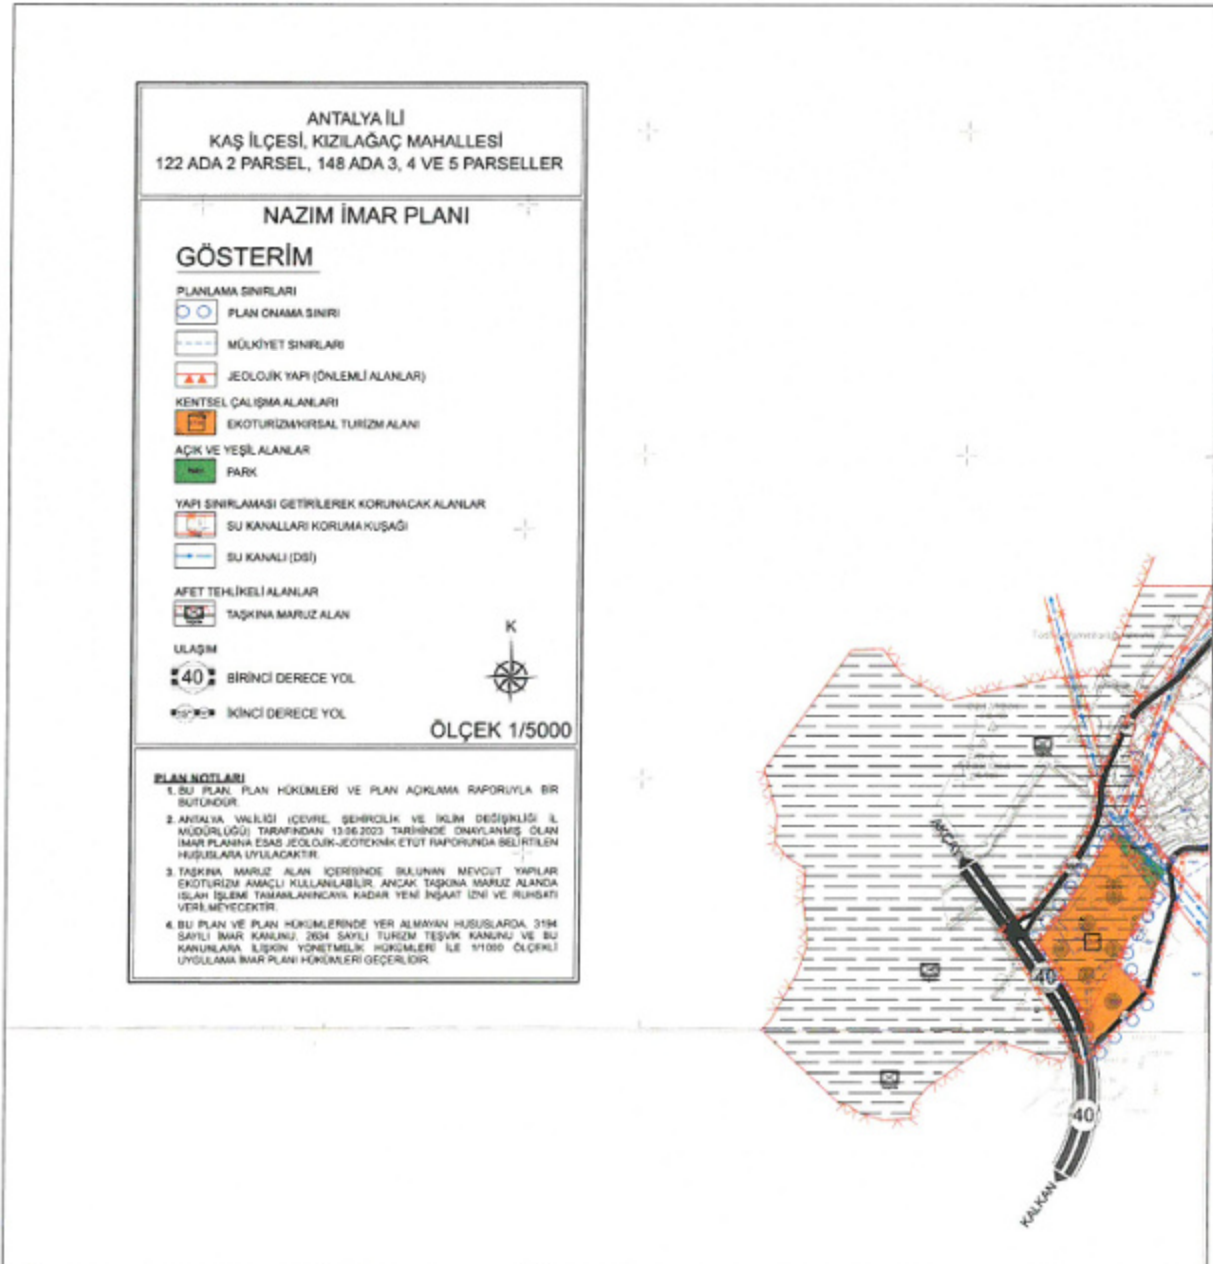 ANTALYA İLİ
KAŞ İLÇESİ, KIZILAĞAÇ MAHALLESİ
122 ADA 2 PARSEL, 148 ADA 3, 4 VE 5 PARSELLER
NAZIM İMAR PLANI
GÖSTERİM
PLANLAMA SINIRLARI
PLAN ONAMA SINIRI
MÜLKİYET SINIRLARI
JEOLOJİK YAPI (ÖNLEMLİ ALANLAR)
KENTSEL ÇALIŞMA ALANLARI
EKOTURİZM/KIRSAL TURİZM ALANI
AÇIK VE YEŞİL ALANLAR
PARK
YAPI SINIRLAMASI GETİRİLEREK KORUNACAK ALANLAR
SU KANALLARI KORUMA KUŞAĞI
SU KANALI (DSİ)
AFET TEHLİKELİ ALANLAR
TAŞKINA MARUZ ALAN
ULAŞIM
40 BİRİNCİ DERECE YOL
İKİNCİ DERECE YOL
K
ÖLÇEK 1/5000
PLAN NOTLARI
1. BU PLAN, PLAN HÜKÜMLERİ VE PLAN AÇIKLAMA RAPORUYLA BİR
BÜTÜNDÜR.
2. ANTALYA VALİLİĞİ (ÇEVRE, ŞEHİRCİLİK VE İKLİM DEĞİŞİKLİĞİ İL
MÜDÜRLÜĞÜ) TARAFINDAN 13.06.2023 TARİHİNDE ONAYLANMIŞ OLAN
İMAR PLANINA ESAS JEOLOJİK-JEOTEKNİK ETÜT RAPORUNDA BELİRTİLEN
HUSUSLARA UYULACAKTIR.
3. TAŞKINA MARUZ ALAN İÇERİSİNDE BULUNAN MEVCUT YAPILAR
EKOTURİZM AMAÇLI KULLANILABİLİR. ANCAK TAŞKINA MARUZ ALANDA
ISLAH İŞLEMİ TAMAMLANINCAYA KADAR YENİ İNŞAAT İZNİ VE RUHSATI
VERİLMEYECEKTİR.
4. BU PLAN VE PLAN HÜKÜMLERİNDE YER ALMAYAN HUSUSLARDA, 3194
SAYILI İMAR KANUNU, 2634 SAYILI TURİZM TEŞVİK KANUNU VE BU
KANUNLARA İLİŞKİN YÖNETMELİK HÜKÜMLERİ İLE 1/1000 ÖLÇEKLİ
UYGULAMA İMAR PLANI HÜKÜMLERİ GEÇERLİDİR.
AKÇAY
40
40
KALKAN